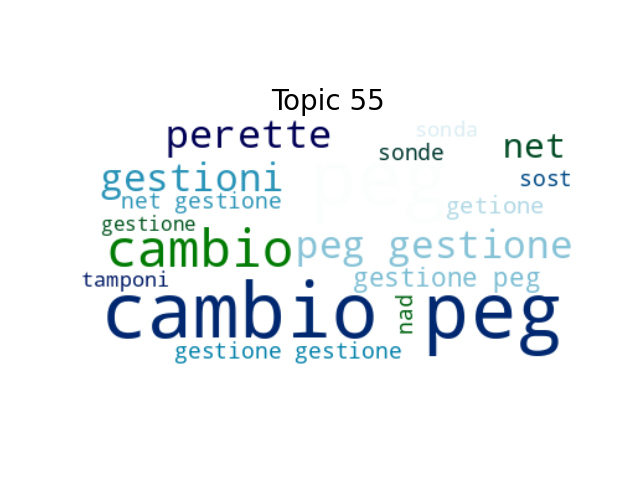 Topic 55
perette
sonda
sonde
net
peg
gestioni
sost
net gestione
getione
gestione
cambio
peg gestione
tamponi
gestione peg
cambio peg
nad
gestione gestione